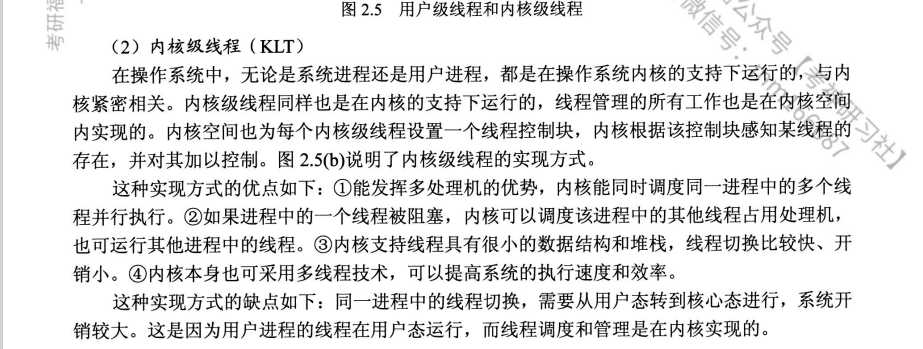 图 2.5 用户级线程和内核级线程
（2）内核级线程（KLT）
在操作系统中，无论是系统进程还是用户进程，都是在操作系统内核的支持下运行的，与内
核紧密相关。内核级线程同样也是在内核的支持下运行的，线程管理的所有工作也是在内核空间
内实现的。内核空间也为每个内核级线程设置一个线程控制块，内核根据该控制块感知某线程的
存在，并对其加以控制。图 2.5(b)说明了内核级线程的实现方式。
这种实现方式的优点如下：①能发挥多处理机的优势，内核能同时调度同一进程中的多个线
程并行执行。②如果进程中的一个线程被阻塞，内核可以调度该进程中的其他线程占用处理机，
也可运行其他进程中的线程。③内核支持线程具有很小的数据结构和堆栈，线程切换比较快、开
销小。④内核本身也可采用多线程技术，可以提高系统的执行速度和效率。
这种实现方式的缺点如下：同一进程中的线程切换，需要从用户态转到核心态进行，系统开
销较大。这是因为用户进程的线程在用户态运行，而线程调度和管理是在内核实现的。
考研福
公众号【考研研习社】
微信号：